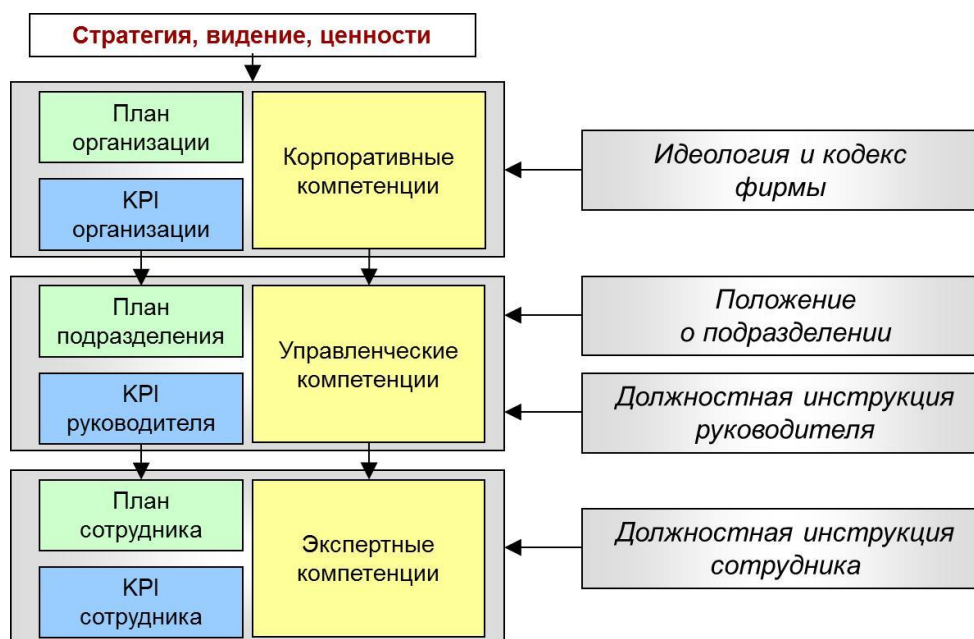 Стратегия, видение, ценности
План
организации
Корпоративные
компетенции
KPI
организации
Идеология и кодекс
фирмы
План
подразделения
Управленческие
компетенции
KPI
руководителя
Положение
о подразделении
Должностная инструкция
руководителя
План
сотрудника
Экспертные
компетенции
KPI
сотрудника
Должностная инструкция
сотрудника